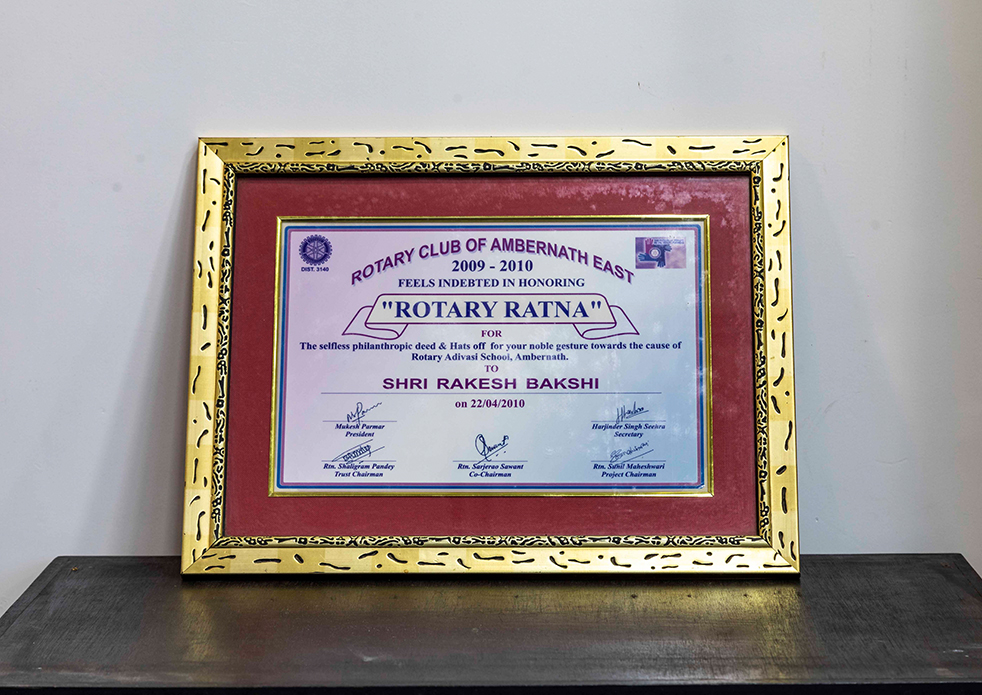 ROTARY CLUB OF AMBERNATH EAST
DIST. 3140
2009 - 2010
FEELS INDEBTED IN HONORING
"ROTARY RATNA"
FOR
The selfless philanthropic deed & Hats off for your noble gesture towards the cause of
Rotary Adivasi School, Ambernath.
TO
SHRI RAKESH BAKSHI
on 22/04/2010
Mukesh Parmar
President
Harjinder Singh Seehra
Secretary
Rtn. Shaligram Pandey
Trust Chairman
Rtn. Sarjerao Sawant
Co-Chairman
Rtn. Sunil Maheshwari
Project Chairman